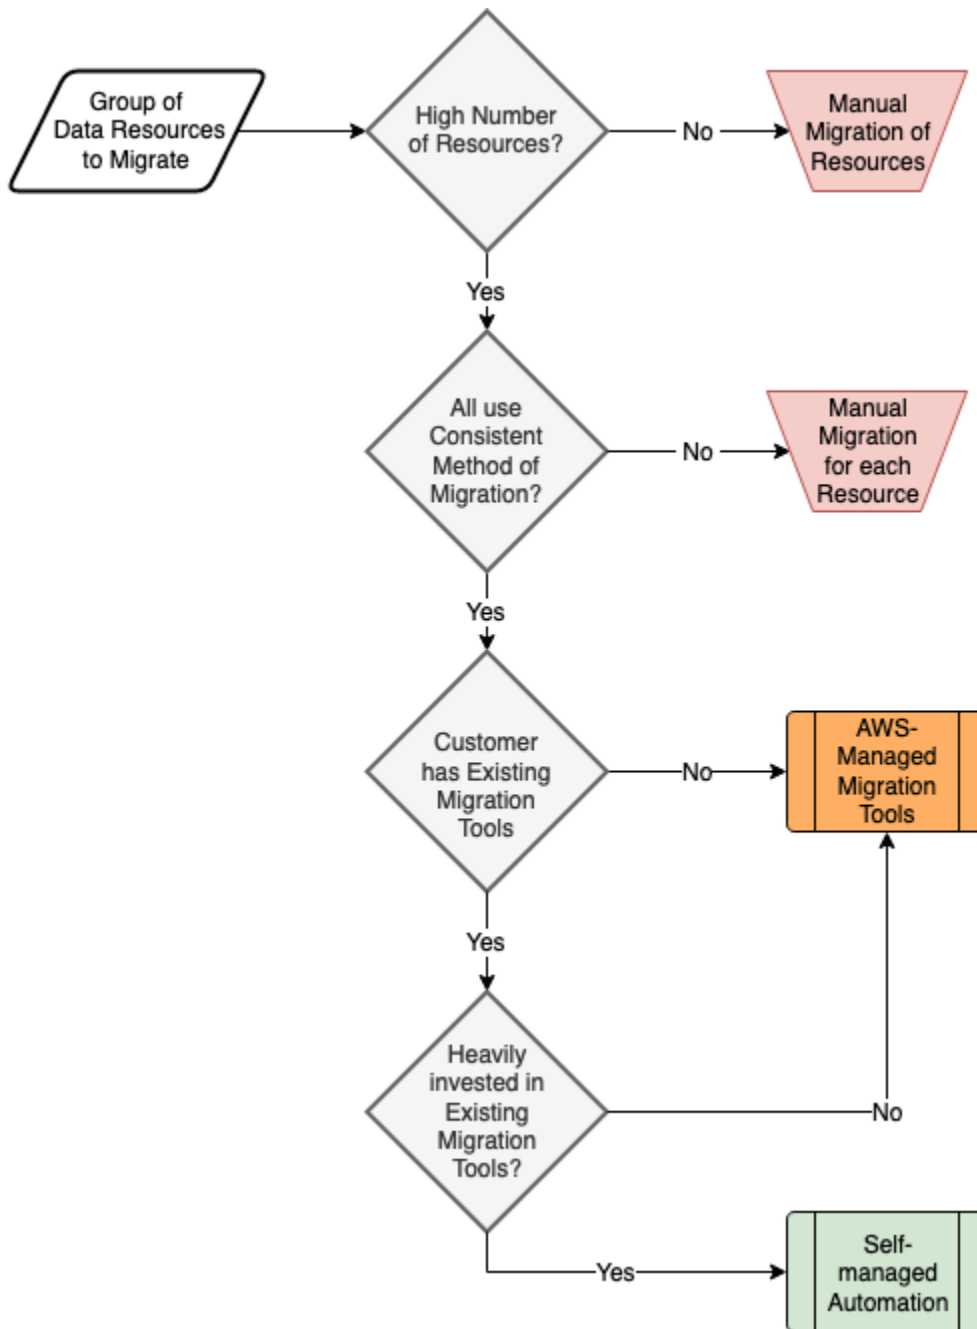 Group of
Data Resources
to Migrate
High Number
of Resources?
No
Manual
Migration of
Resources
Yes
All use
Consistent
Method of
Migration?
No
Manual
Migration
for each
Resource
Yes
Customer
has Existing
Migration
Tools
No
AWS-
Managed
Migration
Tools
Yes
Heavily
invested in
Existing
Migration
Tools?
No
Yes
Self-
managed
Automation